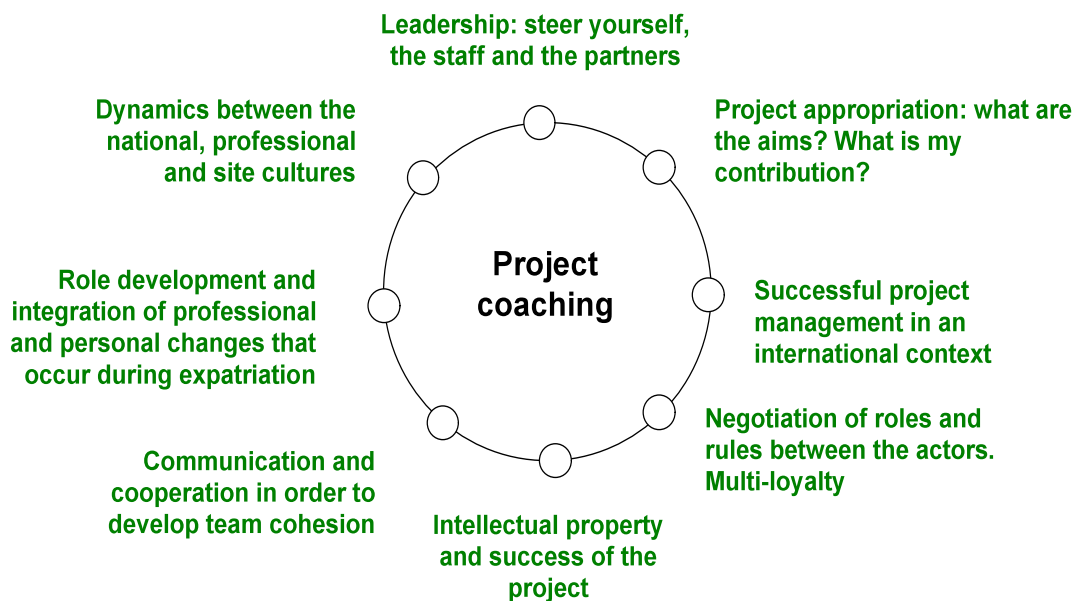 Leadership: steer yourself,
the staff and the partners
Project appropriation: what are
the aims? What is my
contribution?
Successful project
management in an
international context
Negotiation of roles and
rules between the actors.
Multi-loyalty
Intellectual property
and success of the
project
Communication and
cooperation in order to
develop team cohesion
Role development and
integration of professional
and personal changes that
occur during expatriation
Dynamics between the
national, professional
and site cultures
Project
coaching